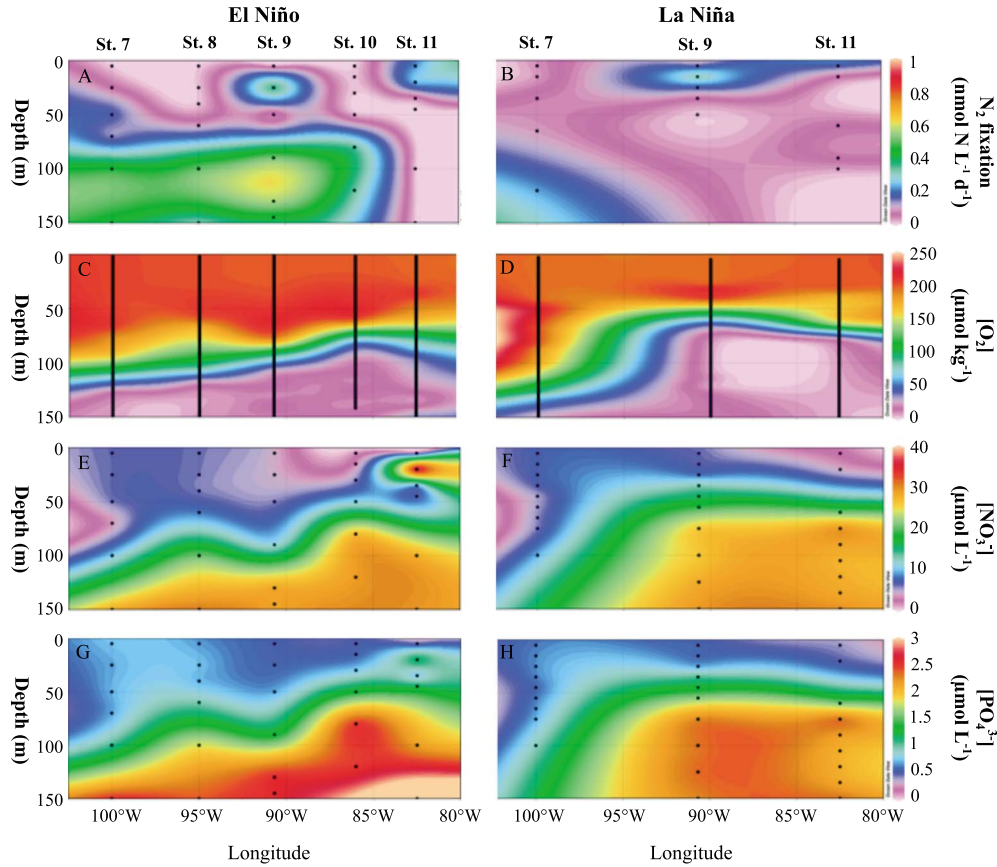 El Niño La Niña
St. 7 St. 8 St. 9 St. 10 St. 11 St. 7 St. 9 St. 11
A
B
0
50
100
150
Depth (m)
1
0.8
0.6
0.4
0.2
0
N₂ fixation
(nmol N L⁻¹ d⁻¹)
C
D
0
50
100
150
Depth (m)
250
200
150
100
50
0
[O₂]
(µmol kg⁻¹)
E
F
0
50
100
150
Depth (m)
40
30
20
10
0
[NO₃⁻]
(µmol L⁻¹)
G
H
0
50
100
150
Depth (m)
3
2.5
2
1.5
1
0.5
0
[PO₄³⁻]
(µmol L⁻¹)
100°W 95°W 90°W 85°W 80°W 100°W 95°W 90°W 85°W 80°W
Longitude Longitude